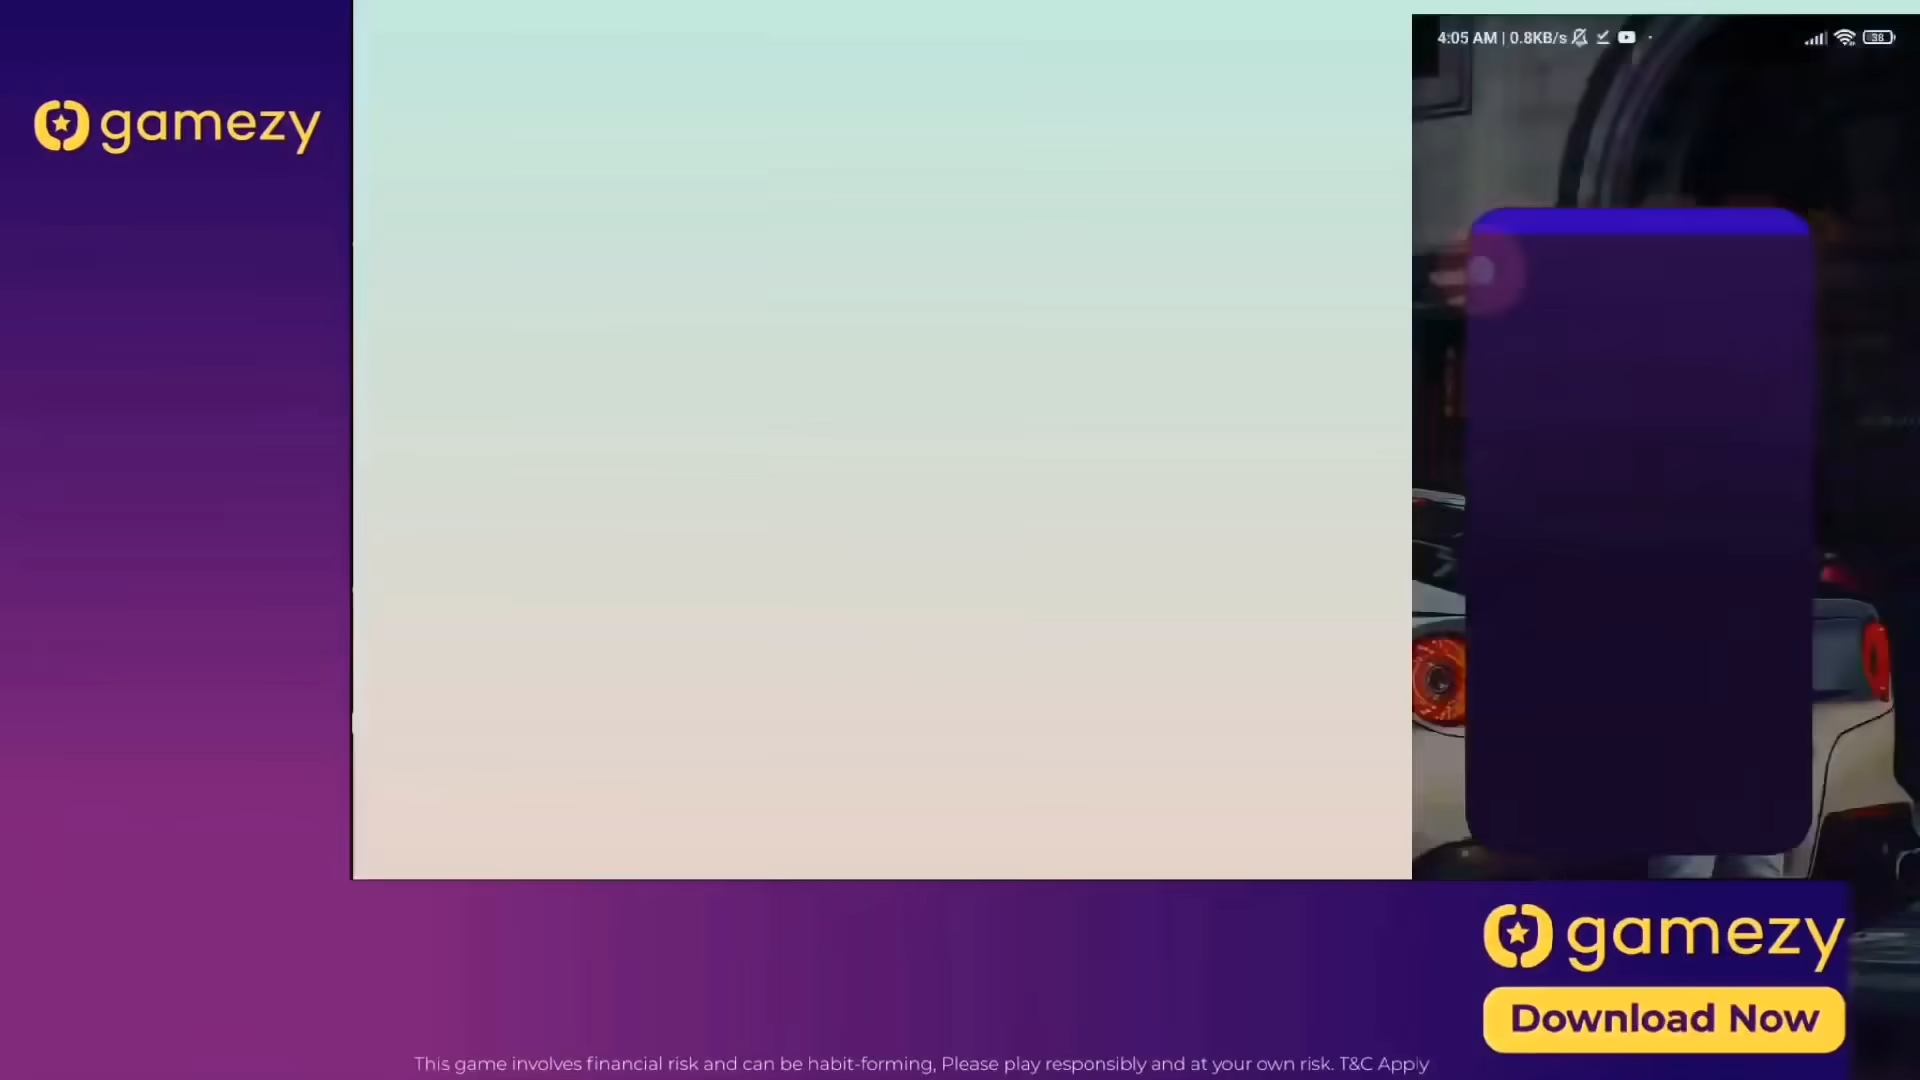 gamezy
4:05 AM | 0.8KB/s
36
gamezy
Download Now
This game involves financial risk and can be habit-forming, Please play responsibly and at your own risk. T&C Apply